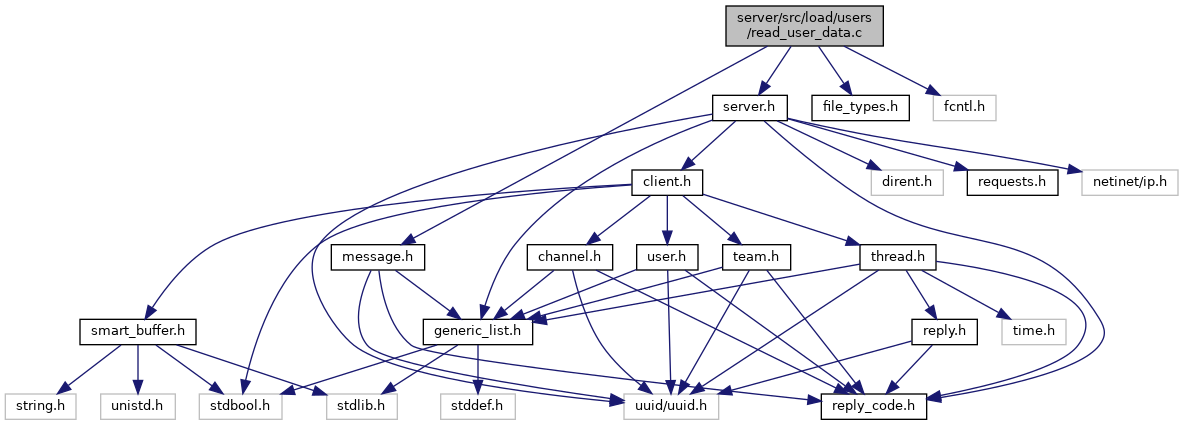 server/src/load/users
/read_user_data.c
server.h
file_types.h
fcntl.h
client.h
dirent.h
requests.h
netinet/ip.h
message.h
channel.h
user.h
team.h
thread.h
smart_buffer.h
generic_list.h
reply.h
time.h
string.h
unistd.h
stdbool.h
stdlib.h
stddef.h
uuid/uuid.h
reply_code.h